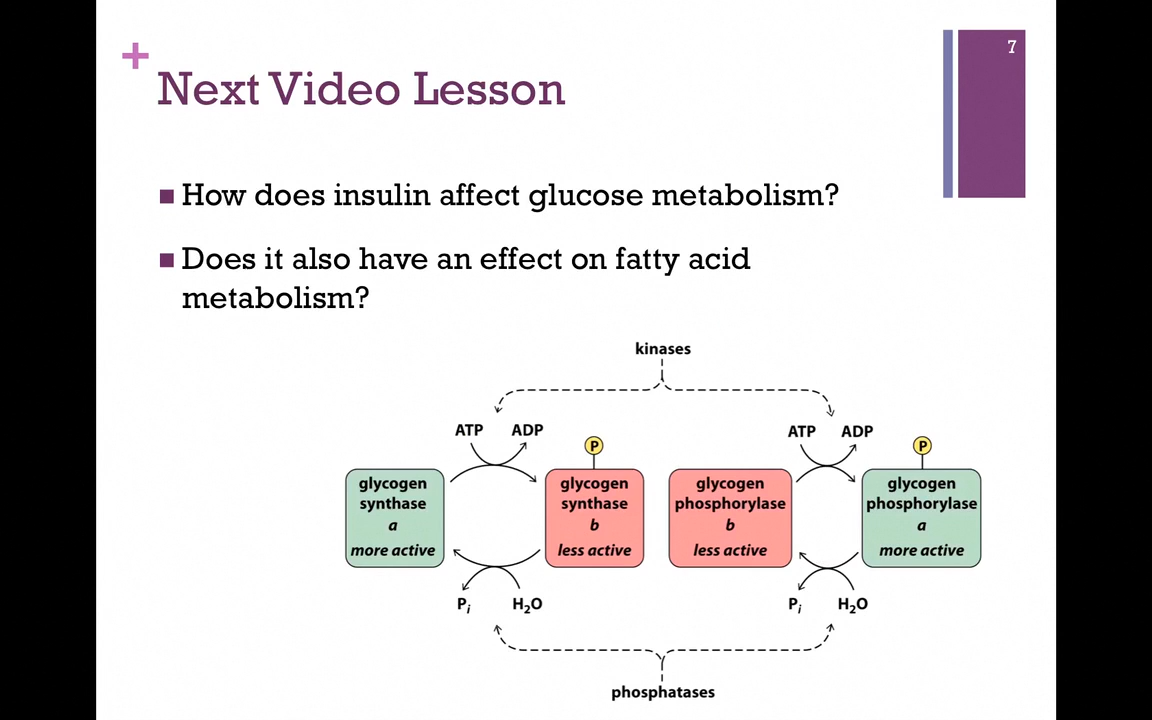 7
+
Next Video Lesson
How does insulin affect glucose metabolism?
Does it also have an effect on fatty acid
metabolism?
kinases
ATP ADP
ATP ADP
P
P
glycogen
synthase
a
more active
glycogen
synthase
b
less active
glycogen
phosphorylase
b
less active
glycogen
phosphorylase
a
more active
Pi H2O
Pi H2O
phosphatases